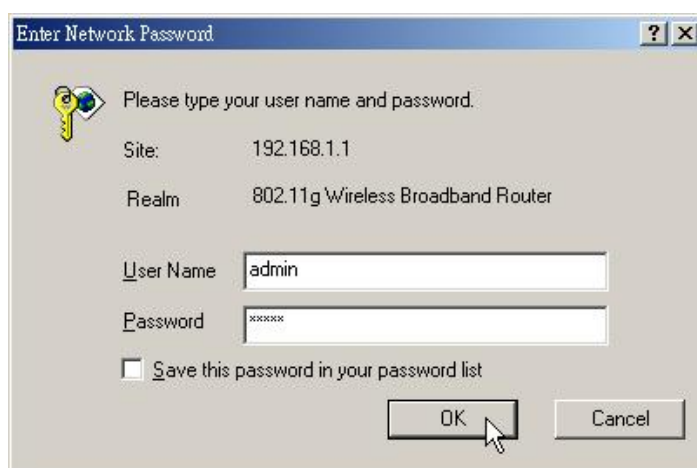 Enter Network Password
? X
Please type your user name and password.
Site: 192.168.1.1
Realm 802.11g Wireless Broadband Router
User Name admin
Password *****
Save this password in your password list
OK Cancel